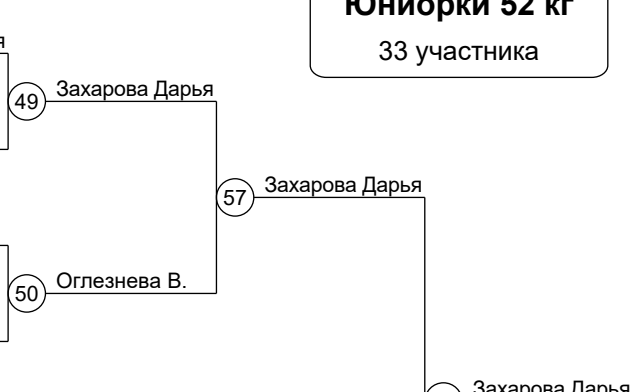 Юниорки 52 кг
33 участника
я
49 Захарова Дарья
57 Захарова Дарья
50 Оглезнева В.
Захарова Дарья